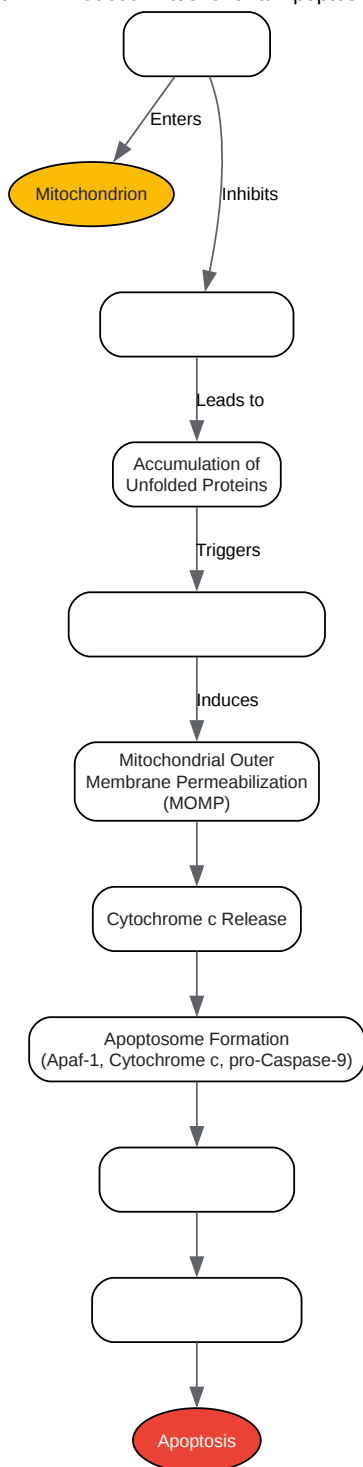 Enters
Mitochondrion
Inhibits
Leads to
Accumulation of
Unfolded Proteins
Triggers
Induces
Mitochondrial Outer
Membrane Permeabilization
(MOMP)
Cytochrome c Release
Apoptosome Formation
(Apaf-1, Cytochrome c, pro-Caspase-9)
Apoptosis